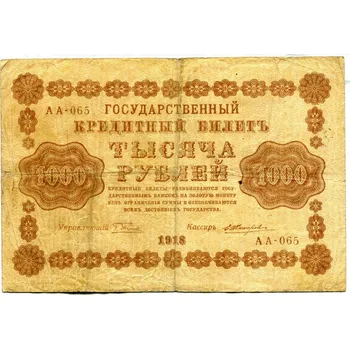 АА-065
ГОСУДАРСТВЕННЫЙ
КРЕДИТНЫЙ БИЛЕТЪ
ТЫСЯЧА
РУБЛЕЙ
1000 1000
КРЕДИТНЫЕ БИЛЕТЫ РАЗМѢНИВАЮТСЯ ГОСУ-
ДАРСТВЕННЫМЪ БАНКОМЪ НА ЗОЛОТУЮ МОНЕТУ
БЕЗЪ ОГРАНИЧЕНІЯ СУММЫ И ОБЕЗПЕЧИВАЮТСЯ
ВСѢМЪ ДОСТОЯНІЕМЪ ГОСУДАРСТВА.
Управляющій Кассиръ
1918
АА-065